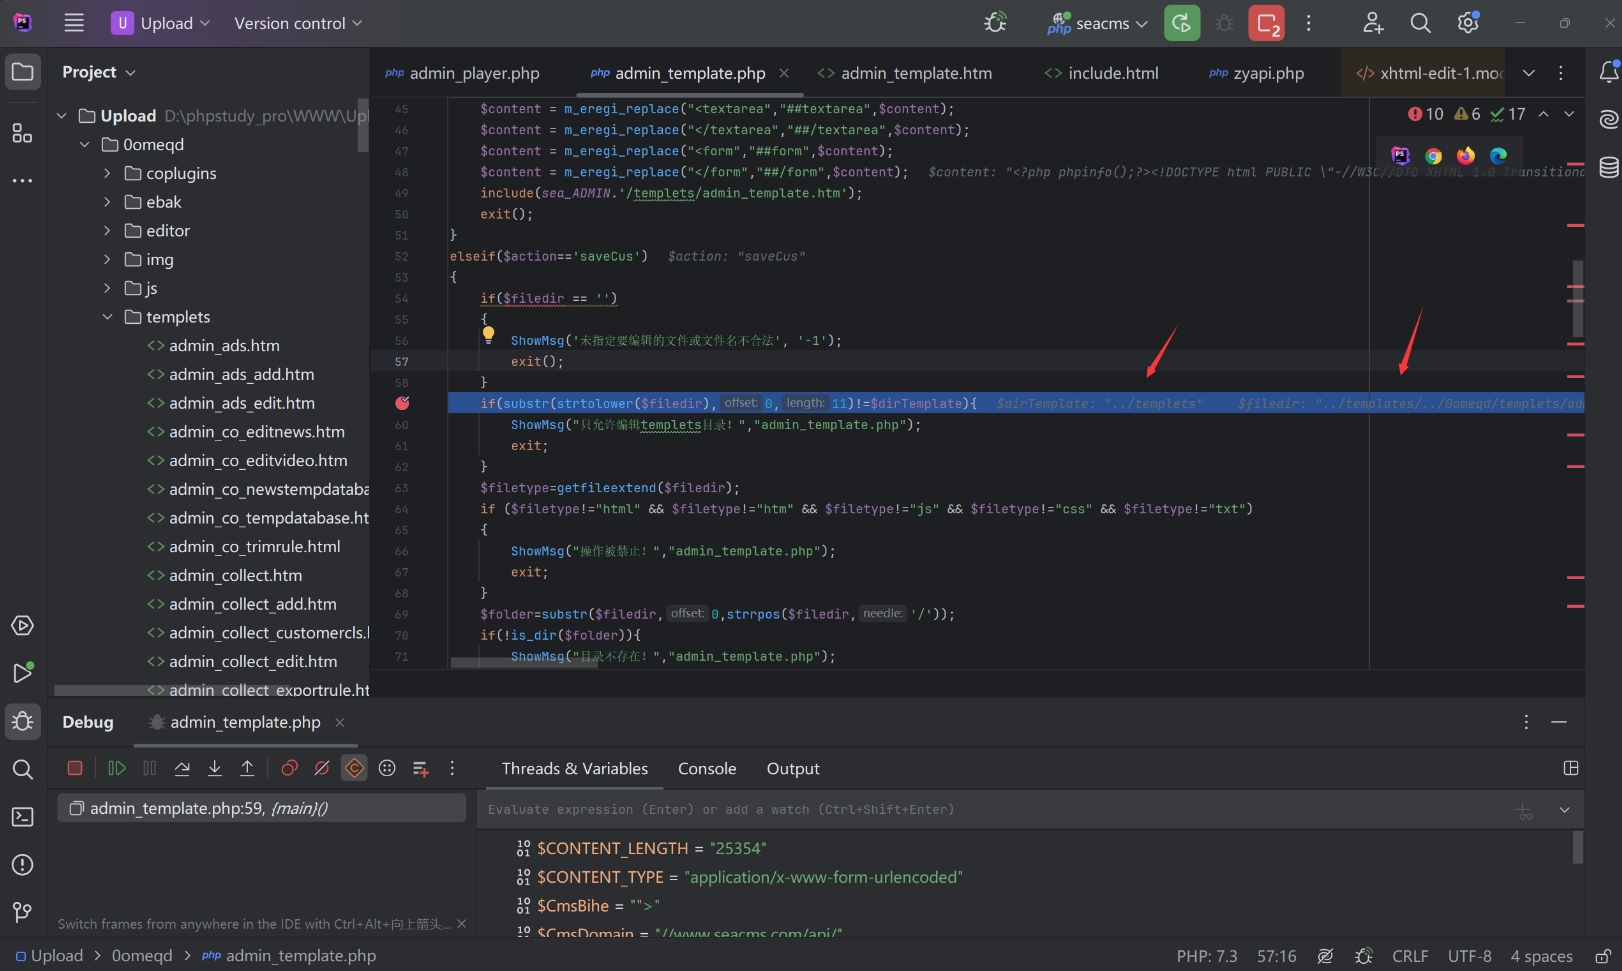 U Upload
Version control
php seacms
2
Project
php admin_player.php
php admin_template.php
<> admin_template.htm
<> include.html
php zyapi.php
</> xhtml-edit-1.mod
Upload D:\phpstudy_pro\WWW\Upl
0omeqd
coplugins
ebak
editor
img
js
templets
<> admin_ads.htm
<> admin_ads_add.htm
<> admin_ads_edit.htm
<> admin_co_editnews.htm
<> admin_co_editvideo.htm
<> admin_co_newstempdataba
<> admin_co_tempdatabase.ht
<> admin_co_trimrule.html
<> admin_collect.htm
<> admin_collect_add.htm
<> admin_collect_customercls.h
<> admin_collect_edit.htm
<> admin_collect_exportrule.ht
10 6 17
45 $content = m_eregi_replace("<textarea","##textarea",$content);
46 $content = m_eregi_replace("</textarea","##/textarea",$content);
47 $content = m_eregi_replace("<form","##form",$content);
48 $content = m_eregi_replace("</form","##/form",$content); $content: "<?php phpinfo();?><!DOCTYPE html PUBLIC \"-//W3C//DTD XHTML 1.0 Transitiona
49 include(sea_ADMIN.'/templets/admin_template.htm');
50 exit();
51 }
52 elseif($action=='saveCus') $action: "saveCus"
53 {
54 if($filedir == '')
55 {
56 ShowMsg('未指定要编辑的文件或文件名不合法', '-1');
57 exit();
58 }
if(substr(strtolower($filedir), offset: 0, length: 11)!=$dirTemplate){ $dirTemplate: "../templets" $filedir: "../templates/../0omeqd/templets/ad
60 ShowMsg("只允许编辑templets目录！","admin_template.php");
61 exit;
62 }
63 $filetype=getfileextend($filedir);
64 if ($filetype!="html" && $filetype!="htm" && $filetype!="js" && $filetype!="css" && $filetype!="txt")
65 {
66 ShowMsg("操作被禁止！","admin_template.php");
67 exit;
68 }
69 $folder=substr($filedir, offset: 0,strrpos($filedir, needle: '/'));
70 if(!is_dir($folder)){
71 ShowMsg("目录不存在！","admin_template.php");
Debug
admin_template.php
Threads & Variables
Console
Output
admin_template.php:59, {main}()
Evaluate expression (Enter) or add a watch (Ctrl+Shift+Enter)
$CONTENT_LENGTH = "25354"
$CONTENT_TYPE = "application/x-www-form-urlencoded"
$CmsBihe = "">"
$CmsDomain = "//www.seacms.com/api/"
Switch frames from anywhere in the IDE with Ctrl+Alt+向上箭头...
Upload > 0omeqd > php admin_template.php
PHP: 7.3 57:16 CRLF UTF-8 4 spaces